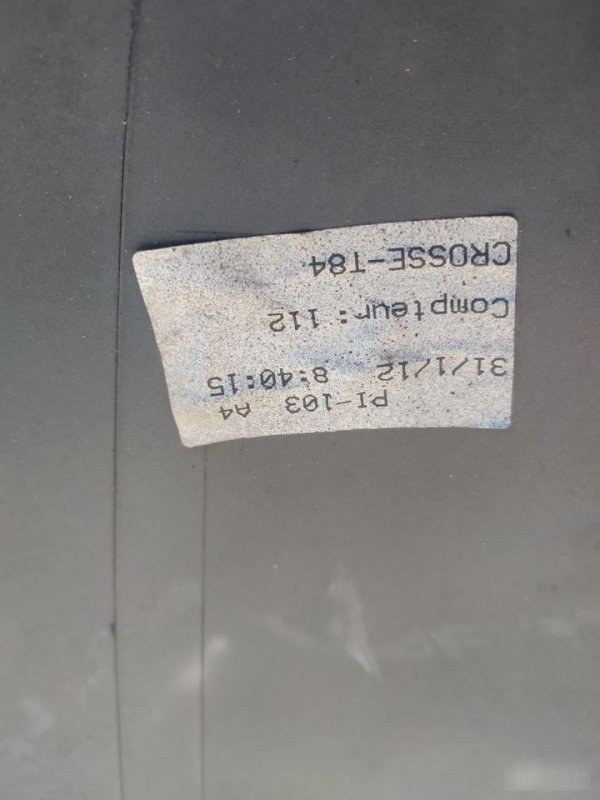 PI-103 A4
31/1/12 8:40:15
Compteur: 112
CROSSE-T84